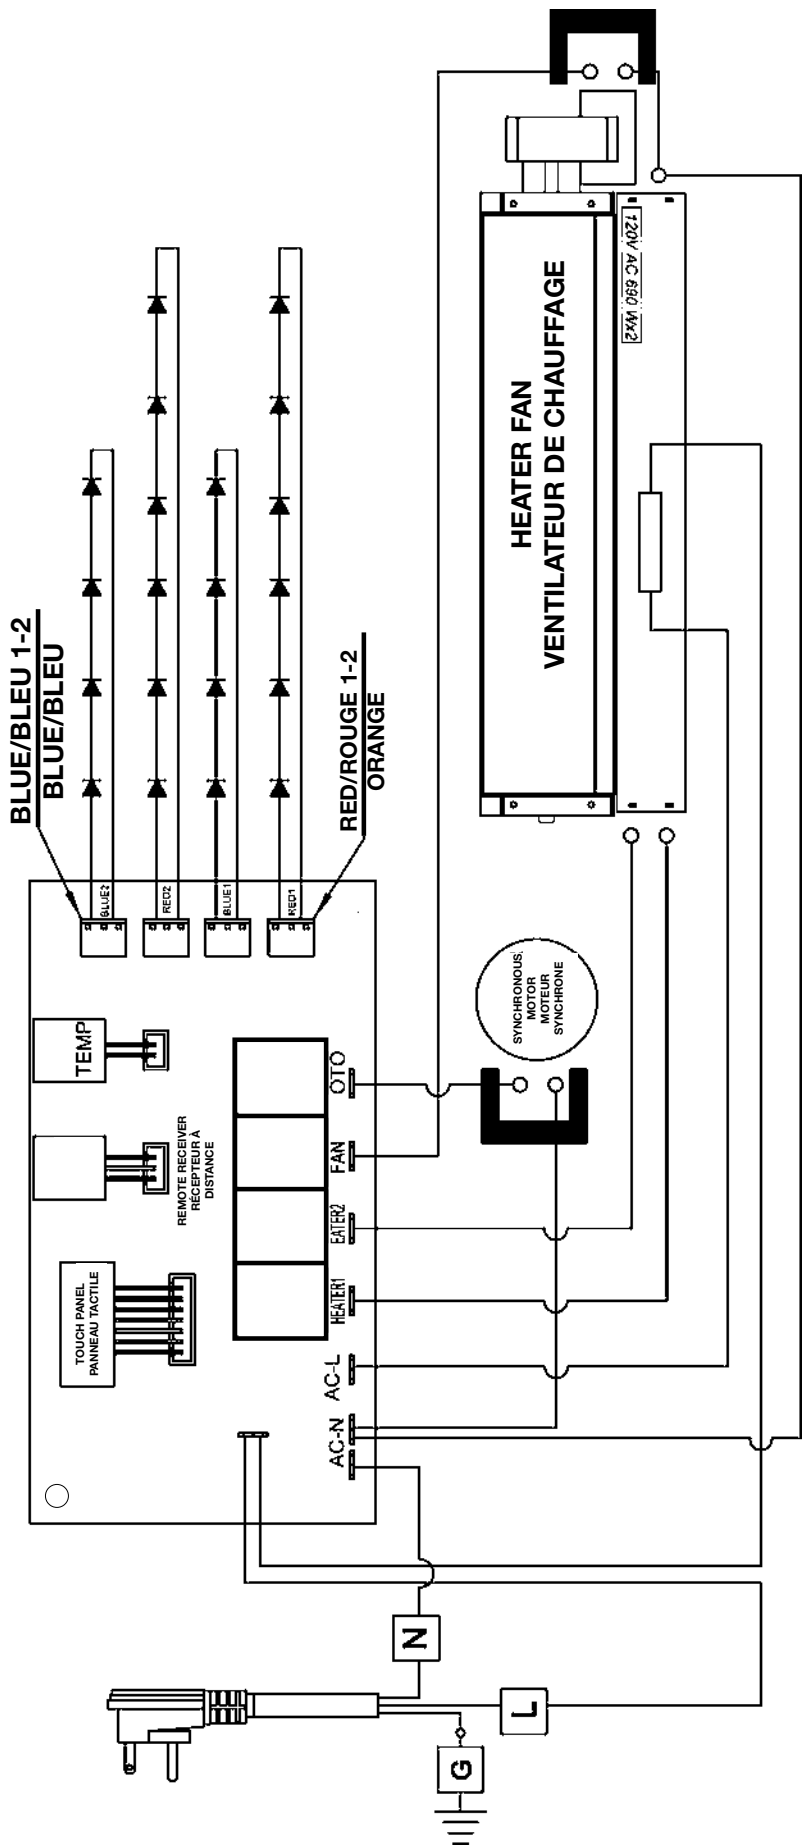 BLUE/BLEU 1-2
BLUE/BLEU
RED/ROUGE 1-2
ORANGE
BLUE2
RED2
BLUE1
RED1
TEMP
REMOTE RECEIVER
RÉCEPTEUR À
DISTANCE
TOUCH PANEL
PANNEAU TACTILE
OTO
FAN
EATER2
HEATER1
AC-L
AC-N
SYNCHRONOUS
MOTOR
MOTEUR
SYNCHRONE
HEATER FAN
VENTILATEUR DE CHAUFFAGE
120V AC 690 Wx2
N
L
G